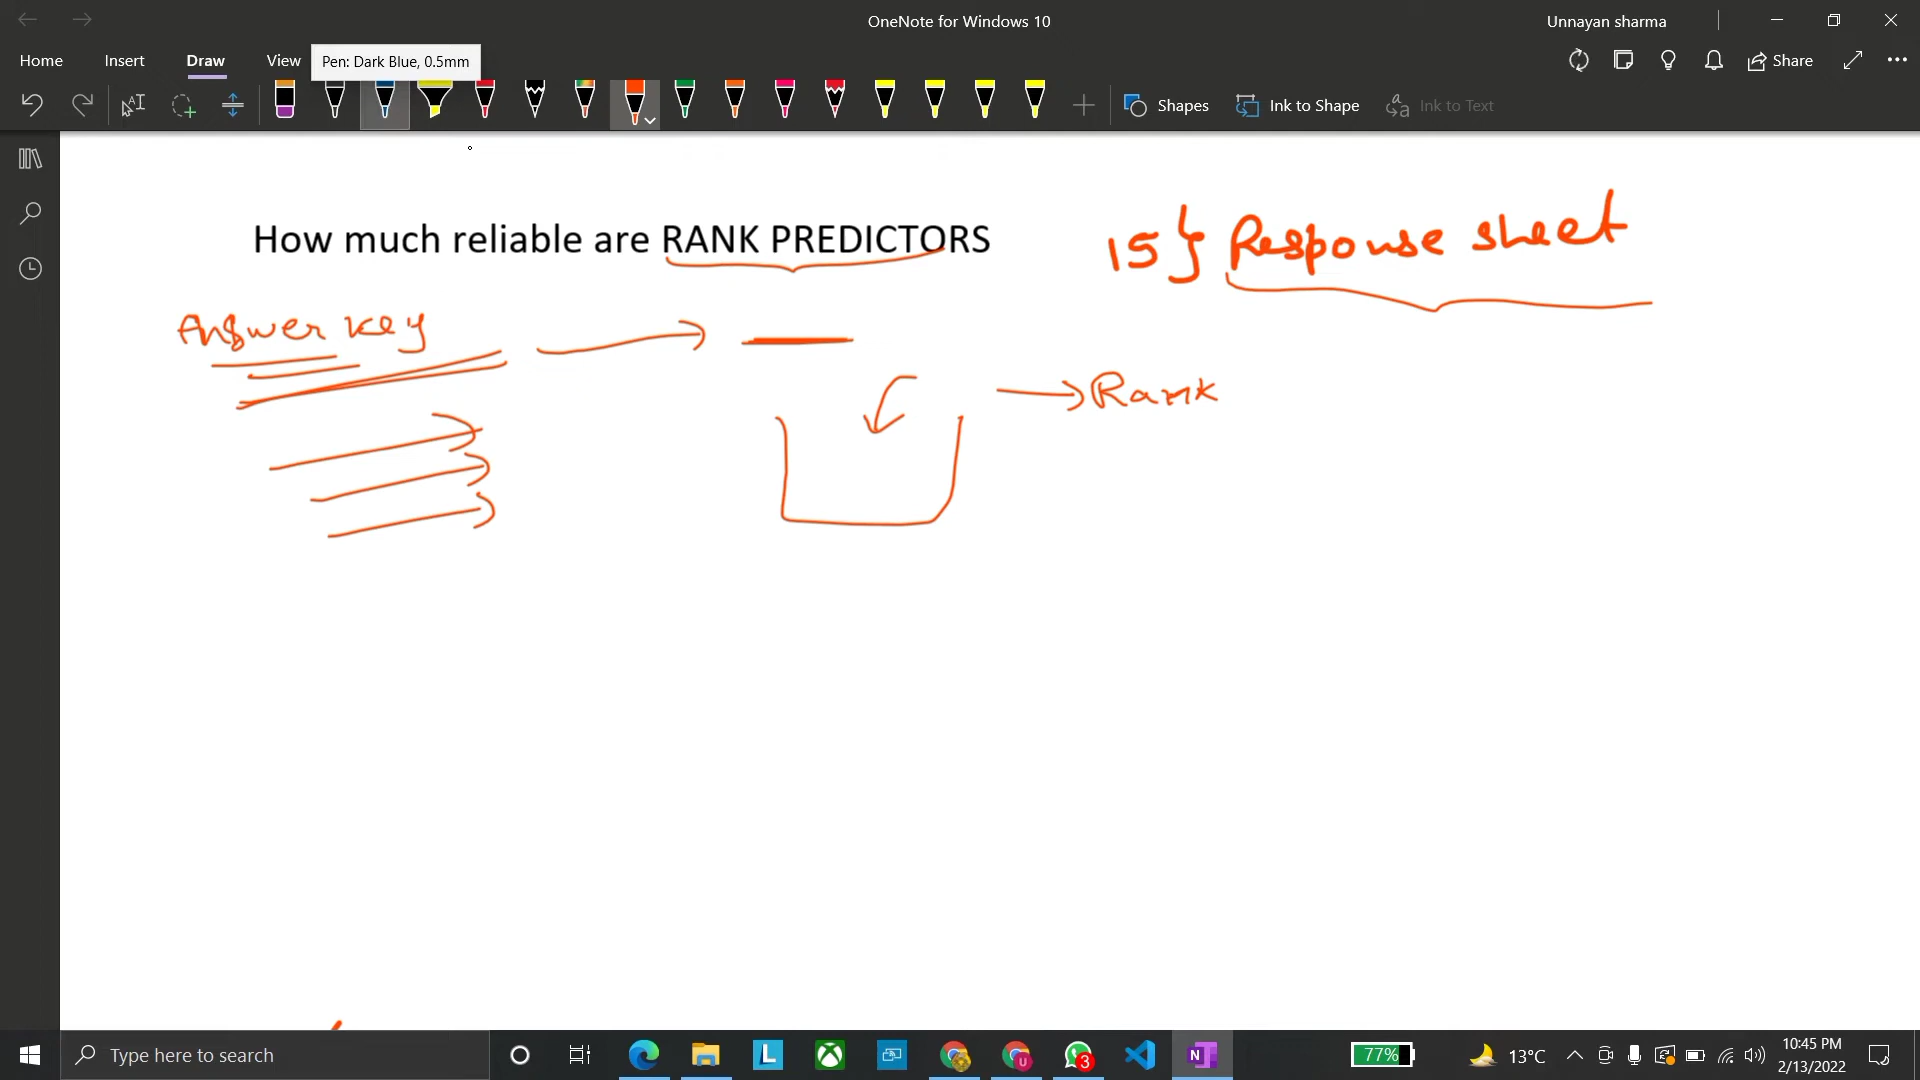 OneNote for Windows 10
Unnayan sharma
Home Insert Draw View
Pen: Dark Blue, 0.5mm
Share
Shapes Ink to Shape Ink to Text
How much reliable are RANK PREDICTORS
15} Response sheet
Answer key
Rank
Type here to search
77%
13°C
10:45 PM
2/13/2022
3